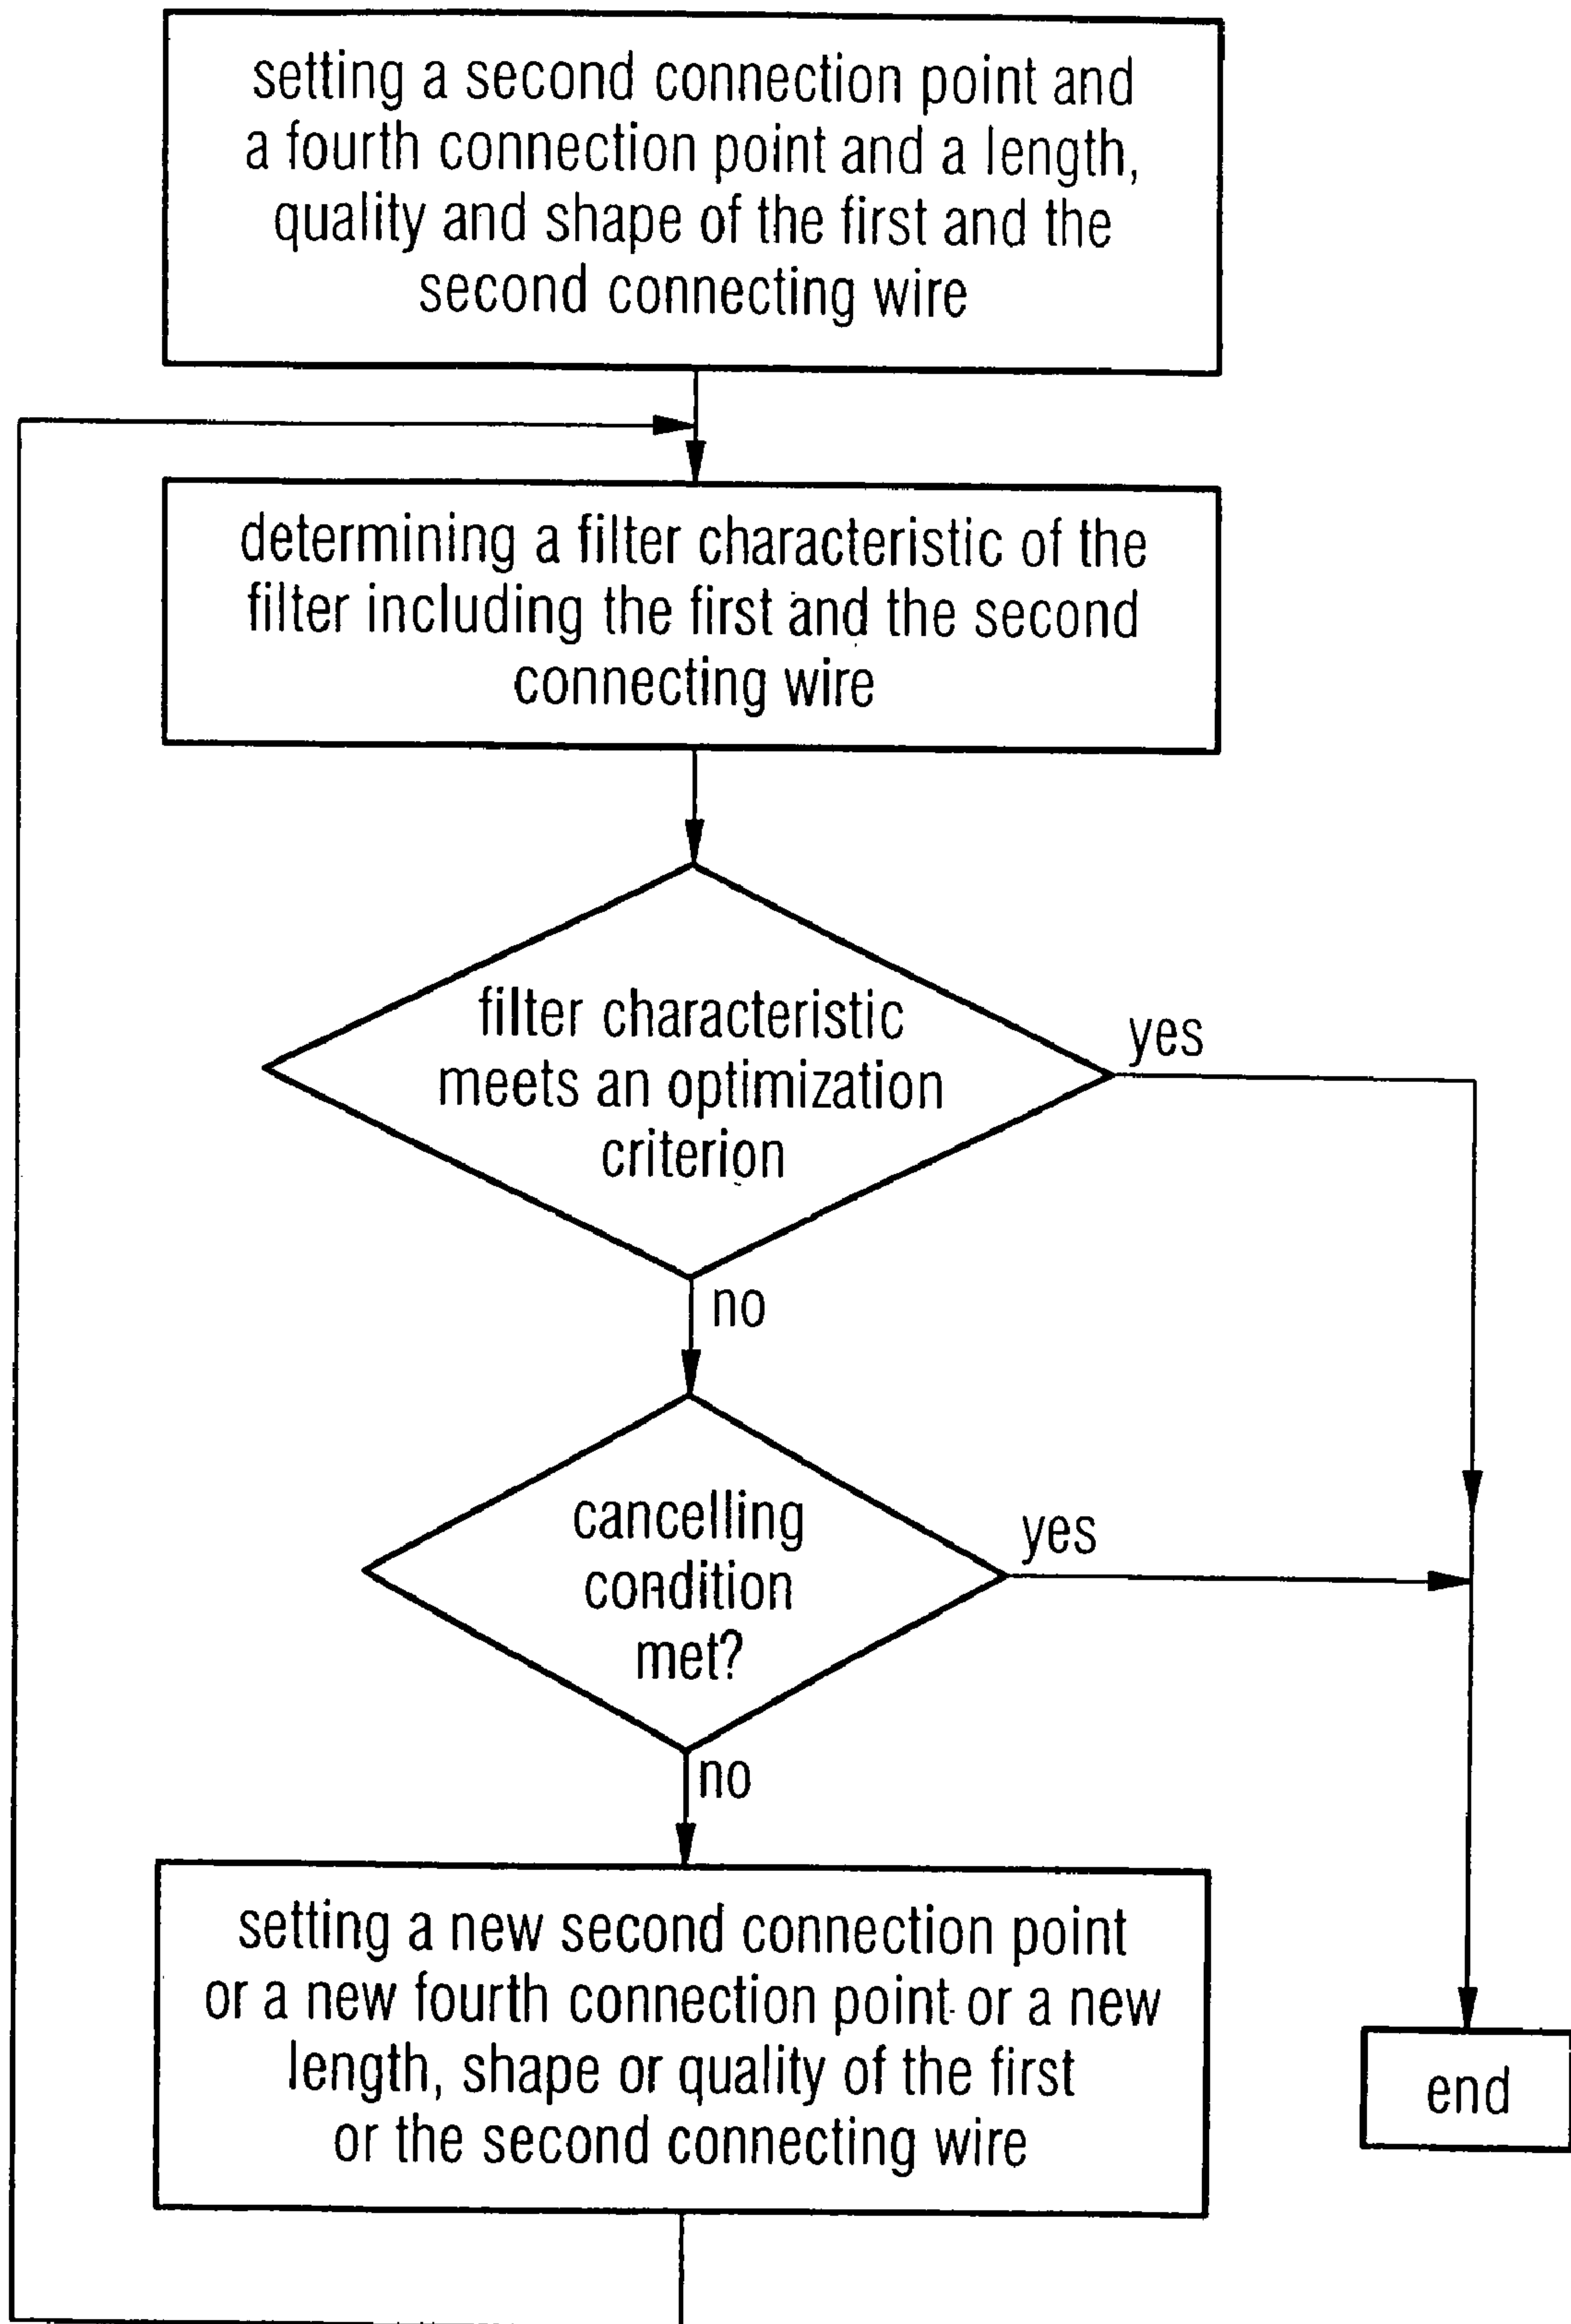 setting a second connection point and
a fourth connection point and a length,
quality and shape of the first and the
second connecting wire
determining a filter characteristic of the
filter including the first and the second
connecting wire
filter characteristic
meets an optimization
criterion
yes
no
cancelling
condition
met?
yes
no
setting a new second connection point
or a new fourth connection point or a new
length, shape or quality of the first
or the second connecting wire
end